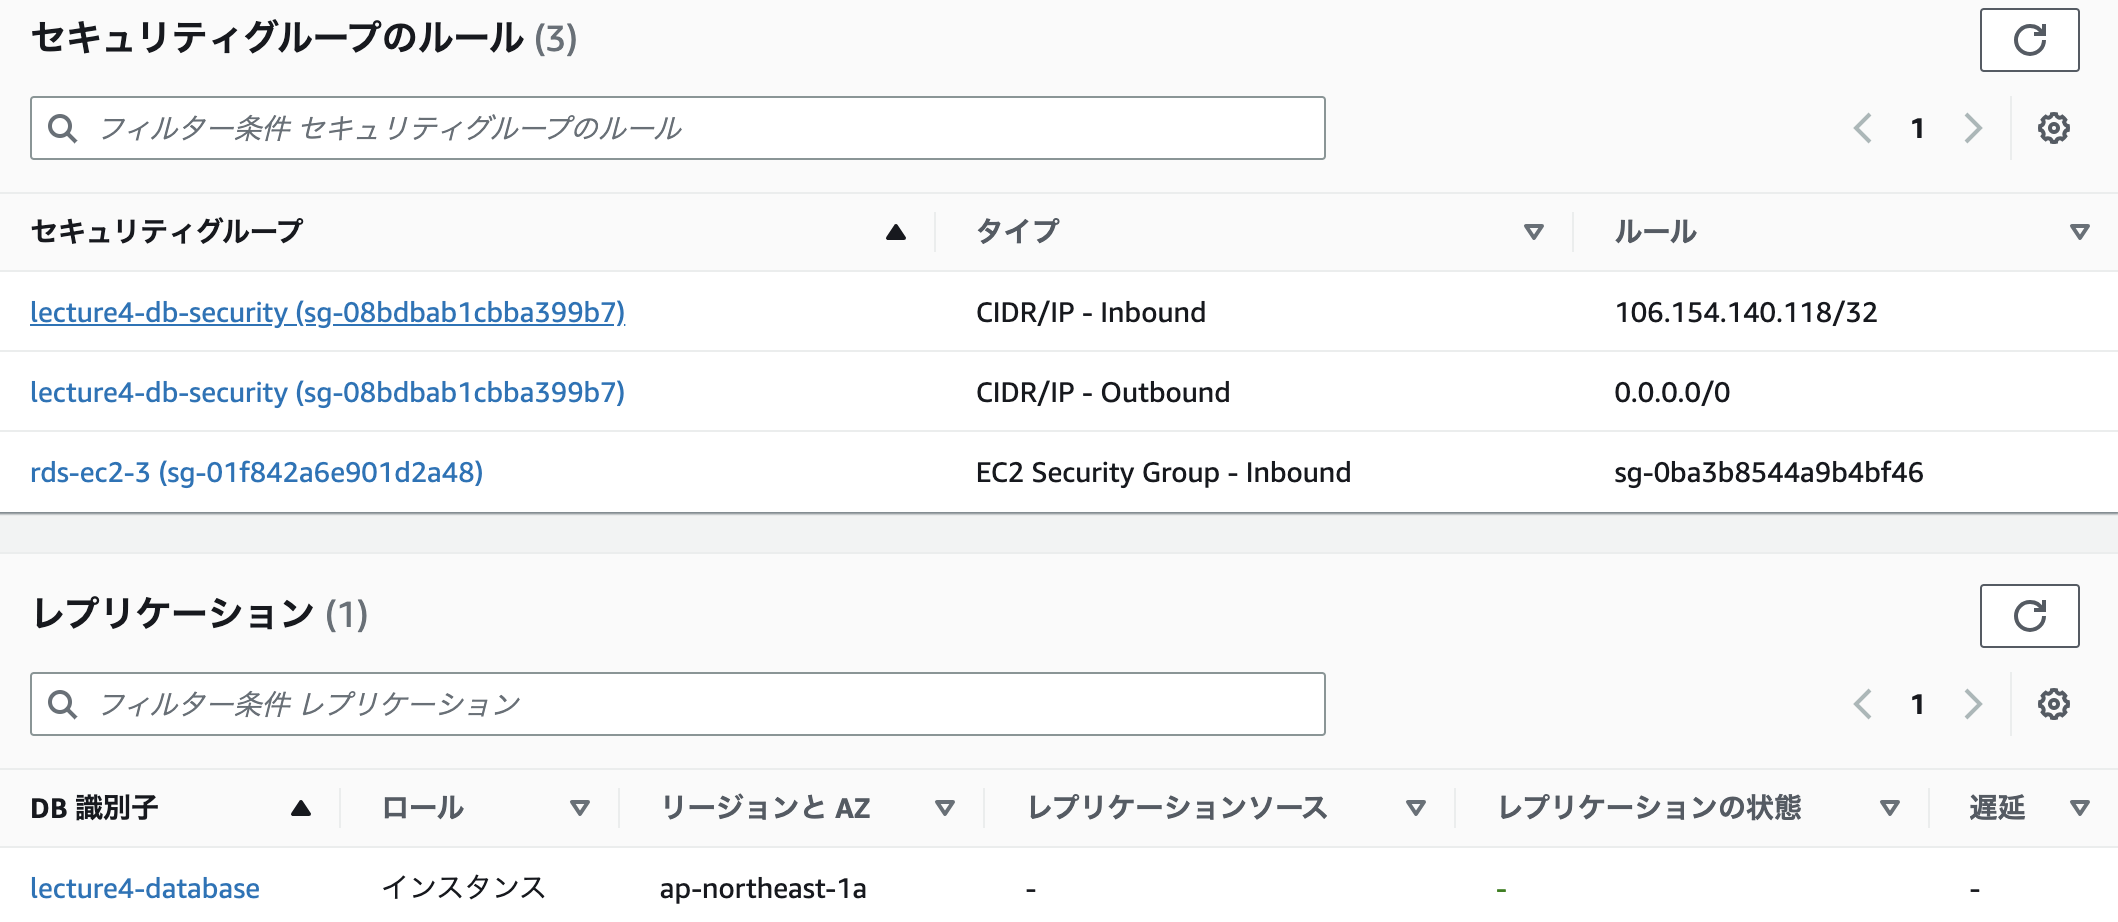 セキュリティグループのルール (3)
フィルター条件 セキュリティグループのルール
1
セキュリティグループ タイプ ルール
lecture4-db-security (sg-08bdbab1cbba399b7) CIDR/IP - Inbound 106.154.140.118/32
lecture4-db-security (sg-08bdbab1cbba399b7) CIDR/IP - Outbound 0.0.0.0/0
rds-ec2-3 (sg-01f842a6e901d2a48) EC2 Security Group - Inbound sg-0ba3b8544a9b4bf46
レプリケーション (1)
フィルター条件 レプリケーション
1
DB 識別子 ロール リージョンと AZ レプリケーションソース レプリケーションの状態 遅延
lecture4-database インスタンス ap-northeast-1a - - -